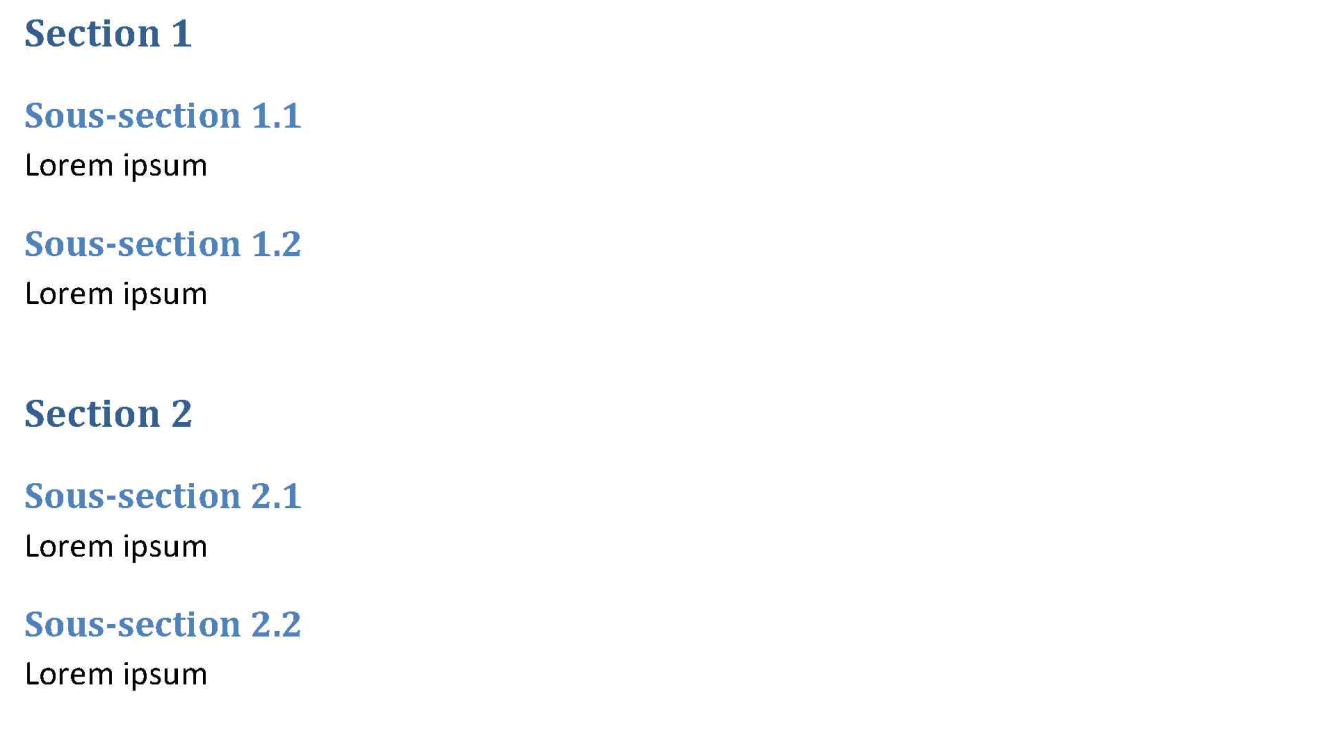 Section 1
Sous-section 1.1
Lorem ipsum
Sous-section 1.2
Lorem ipsum
Section 2
Sous-section 2.1
Lorem ipsum
Sous-section 2.2
Lorem ipsum